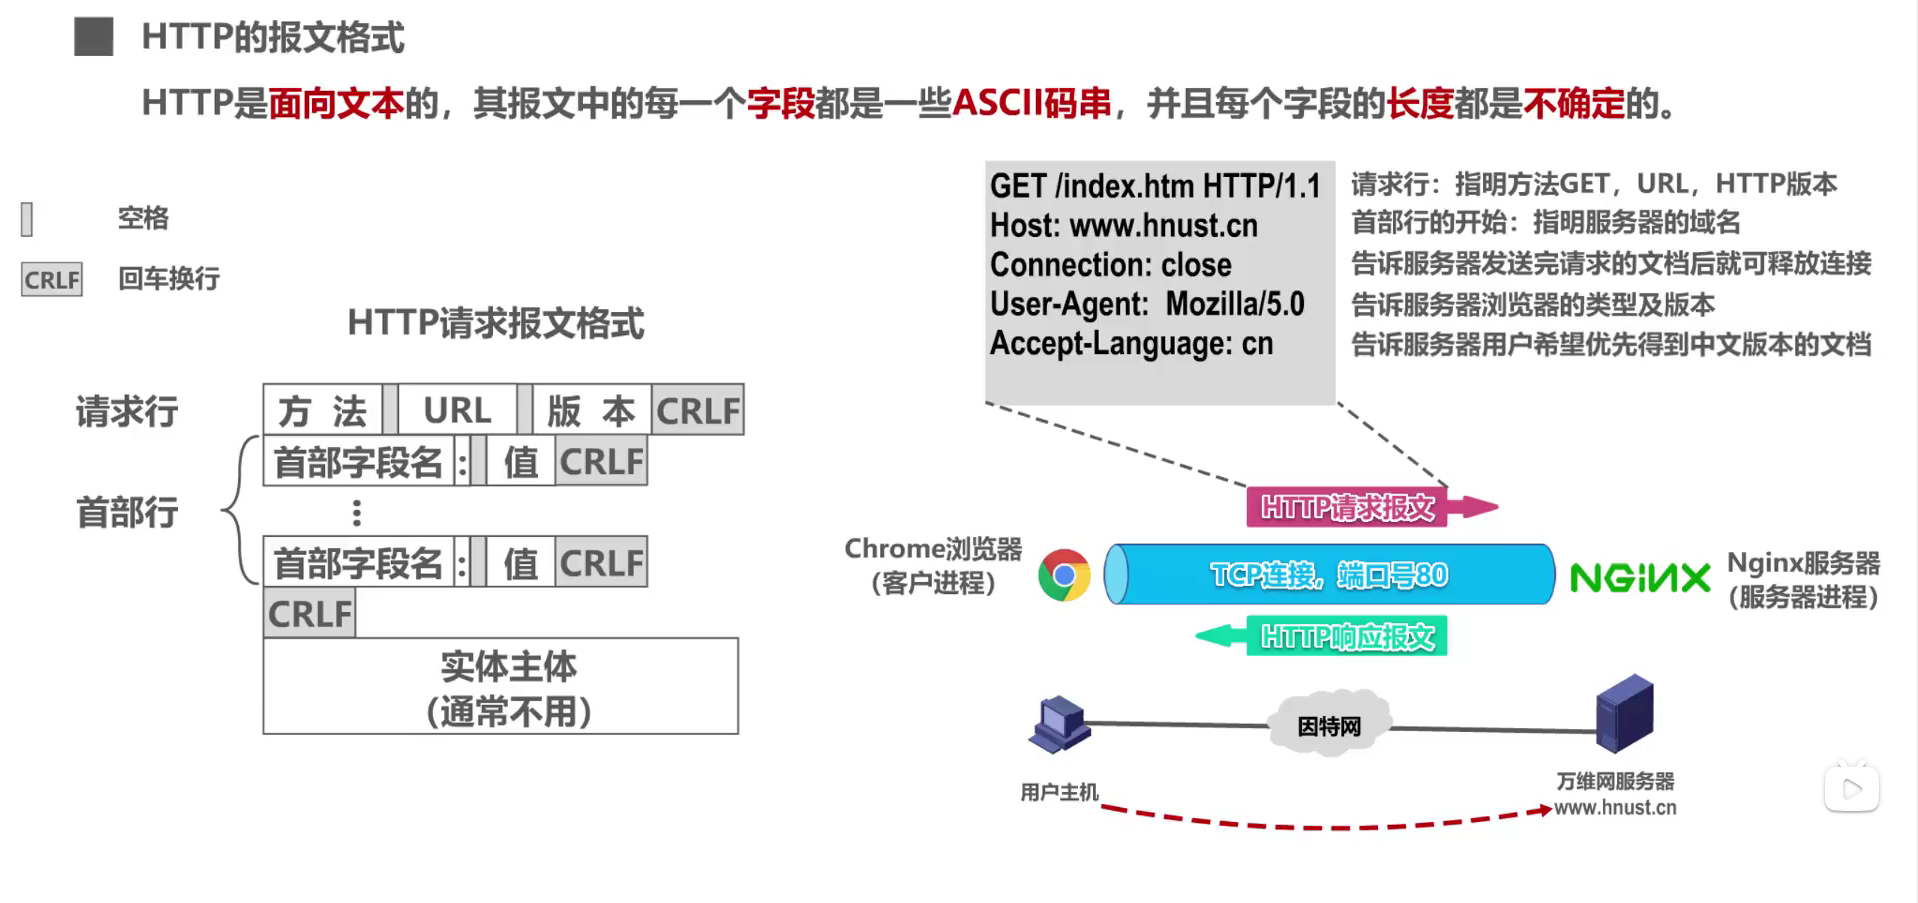 HTTP的报文格式
HTTP是面向文本的，其报文中的每一个字段都是一些ASCII码串，并且每个字段的长度都是不确定的。
空格
CRLF 回车换行
HTTP请求报文格式
请求行 方 法 URL 版 本 CRLF
首部行
首部字段名 : 值 CRLF
⋮
首部字段名 : 值 CRLF
CRLF
实体主体
（通常不用）
GET /index.htm HTTP/1.1 请求行：指明方法GET，URL，HTTP版本
Host: www.hnust.cn 首部行的开始：指明服务器的域名
Connection: close 告诉服务器发送完请求的文档后就可释放连接
User-Agent: Mozilla/5.0 告诉服务器浏览器的类型及版本
Accept-Language: cn 告诉服务器用户希望优先得到中文版本的文档
HTTP请求报文
Chrome浏览器
（客户进程）
TCP连接，端口号80
NGiNX
Nginx服务器
（服务器进程）
HTTP响应报文
因特网
用户主机
万维网服务器
www.hnust.cn